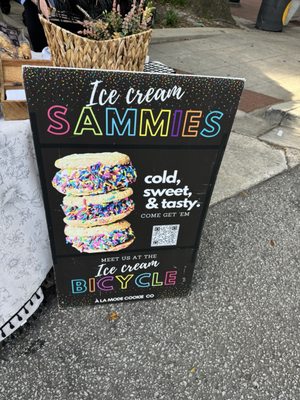 Ice cream
SAMMIES
cold,
sweet,
& tasty.
COME GET 'EM
MEET US AT THE
Ice cream
BICYCLE
À LA MODE COOKIE CO